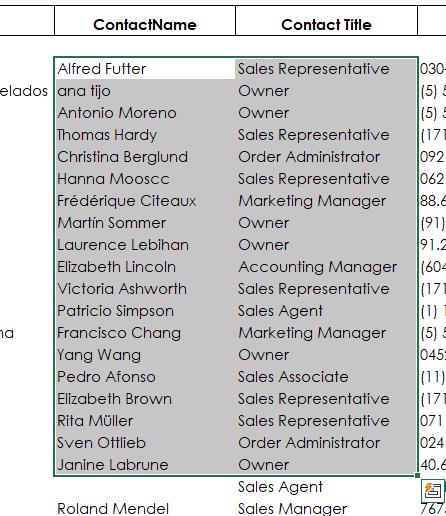 ContactName Contact Title
Alfred Futter Sales Representative 030-
elados ana tijo Owner (5) 5
Antonio Moreno Owner (5) 5
Thomas Hardy Sales Representative (171
Christina Berglund Order Administrator 092
Hanna Mooscc Sales Representative 062
Frédérique Citeaux Marketing Manager 88.6
Martín Sommer Owner (91)
Laurence Lebihan Owner 91.2
Elizabeth Lincoln Accounting Manager (604
Victoria Ashworth Sales Representative (171
Patricio Simpson Sales Agent (1) 1
na Francisco Chang Marketing Manager (5) 5
Yang Wang Owner 0452
Pedro Afonso Sales Associate (11)
Elizabeth Brown Sales Representative (171
Rita Müller Sales Representative 071
Sven Ottlieb Order Administrator 024
Janine Labrune Owner 40.6
Sales Agent
Roland Mendel Sales Manager 767